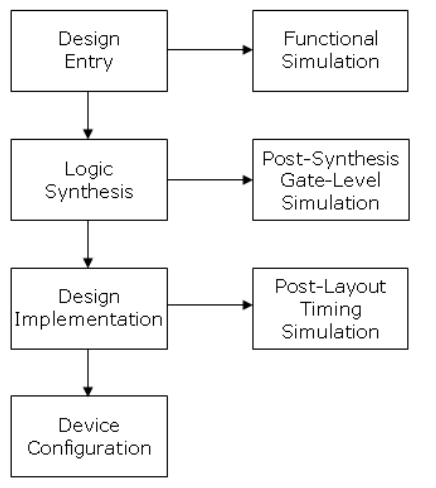 Design
Entry
Functional
Simulation
Logic
Synthesis
Post-Synthesis
Gate-Level
Simulation
Design
Implementation
Post-Layout
Timing
Simulation
Device
Configuration